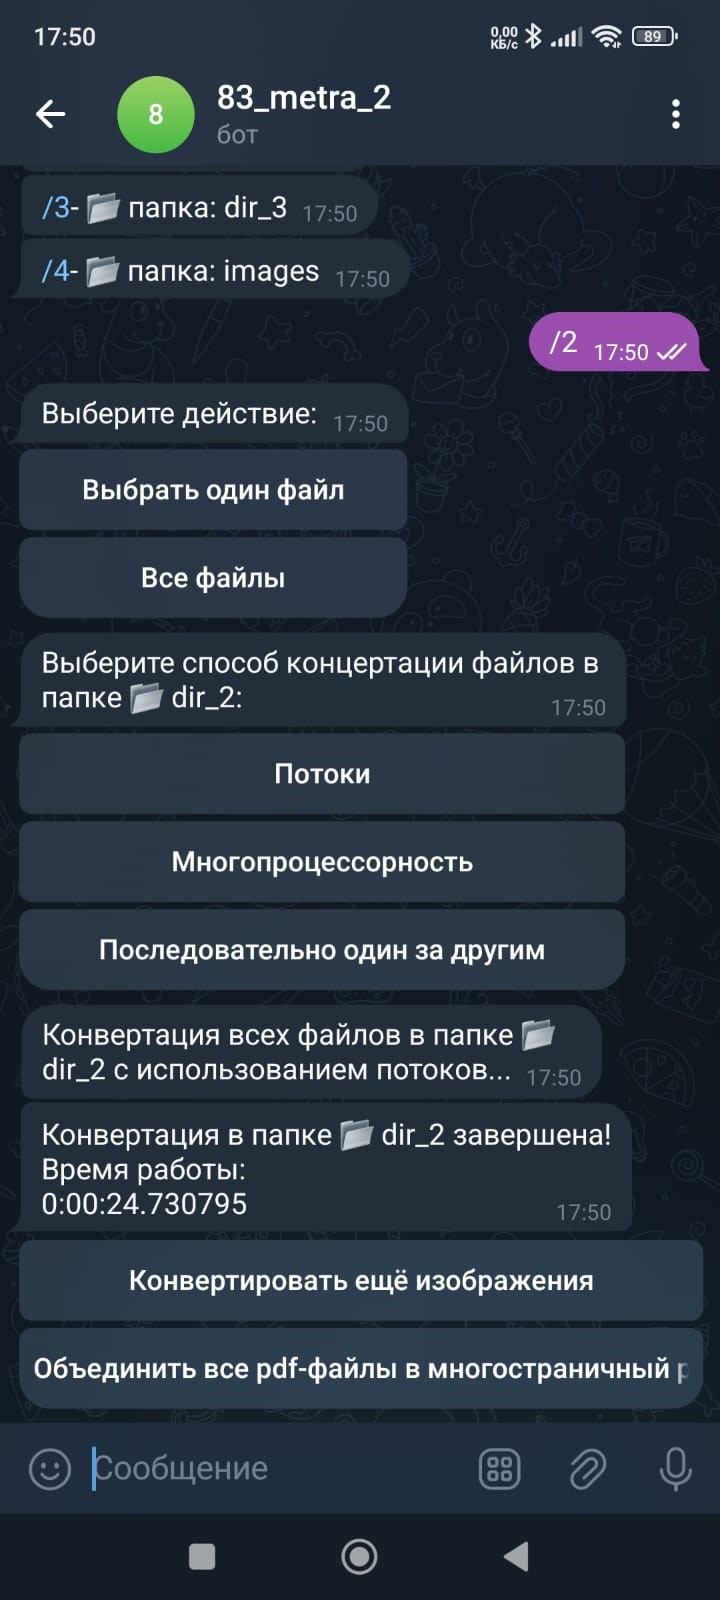 17:50
0,00
КБ/с
89
8
83_metra_2
бот
/3- папка: dir_3 17:50
/4- папка: images 17:50
/2 17:50
Выберите действие: 17:50
Выбрать один файл
Все файлы
Выберите способ концертации файлов в
папке dir_2: 17:50
Потоки
Многопроцессорность
Последовательно один за другим
Конвертация всех файлов в папке
dir_2 с использованием потоков... 17:50
Конвертация в папке dir_2 завершена!
Время работы:
0:00:24.730795 17:50
Конвертировать ещё изображения
Объединить все pdf-файлы в многостраничный
Сообщение